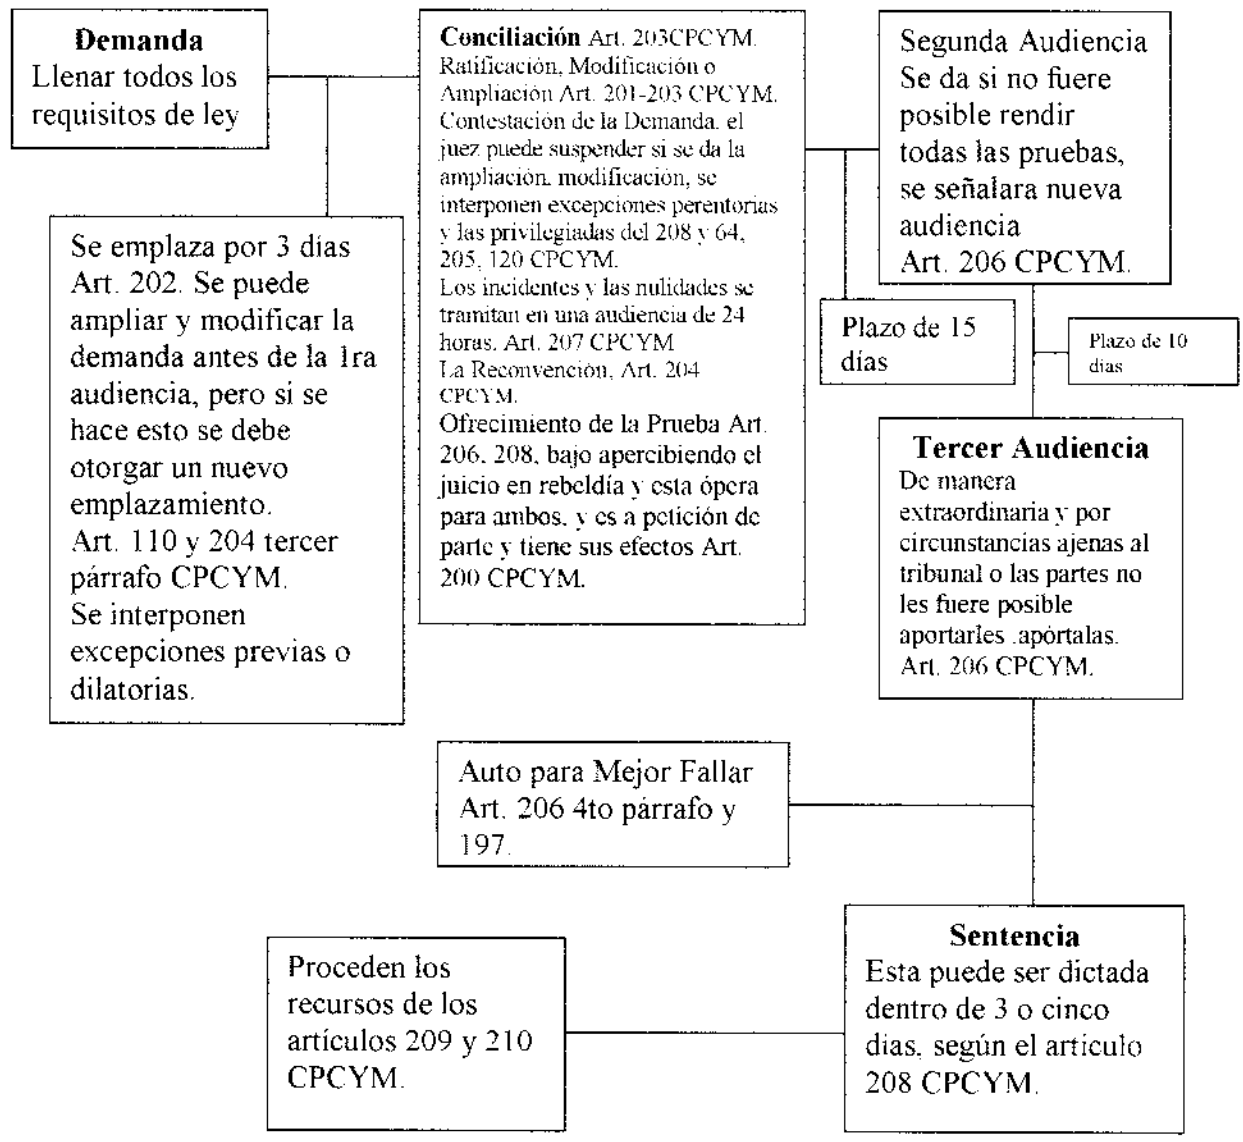 Demanda
Llenar todos los
requisitos de ley
Se emplaza por 3 días
Art. 202. Se puede
ampliar y modificar la
demanda antes de la 1ra
audiencia, pero si se
hace esto se debe
otorgar un nuevo
emplazamiento.
Art. 110 y 204 tercer
párrafo CPCYM.
Se interponen
excepciones previas o
dilatorias.
Conciliación Art. 203CPCYM.
Ratificación, Modificación o
Ampliación Art. 201-203 CPCYM.
Contestación de la Demanda, el
juez puede suspender si se da la
ampliación, modificación, se
interponen excepciones perentorias
y las privilegiadas del 208 y 64,
205, 120 CPCYM.
Los incidentes y las nulidades se
tramitan en una audiencia de 24
horas, Art. 207 CPCYM
La Reconvención, Art. 204
CPCYM.
Ofrecimiento de la Prueba Art.
206, 208, bajo apercibiendo el
juicio en rebeldía y esta ópera
para ambos, y es a petición de
parte y tiene sus efectos Art.
200 CPCYM.
Segunda Audiencia
Se da si no fuere
posible rendir
todas las pruebas,
se señalara nueva
audiencia
Art. 206 CPCYM.
Plazo de 15
días
Plazo de 10
dias
Tercer Audiencia
De manera
extraordinaria y por
circunstancias ajenas al
tribunal o las partes no
les fuere posible
aportarles .apórtalas.
Art. 206 CPCYM.
Auto para Mejor Fallar
Art. 206 4to párrafo y
197.
Sentencia
Esta puede ser dictada
dentro de 3 o cinco
dias, según el artículo
208 CPCYM.
Proceden los
recursos de los
artículos 209 y 210
CPCYM.